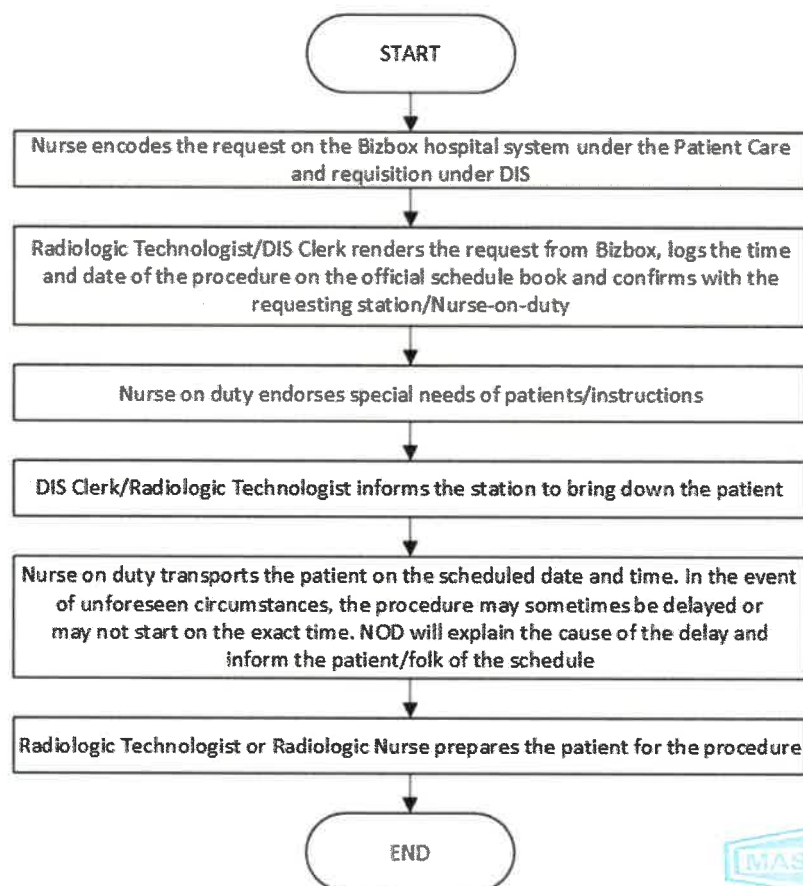 START
Nurse encodes the request on the Bizbox hospital system under the Patient Care
and requisition under DIS
Radiologic Technologist/DIS Clerk renders the request from Bizbox, logs the time
and date of the procedure on the official schedule book and confirms with the
requesting station/Nurse-on-duty
Nurse on duty endorses special needs of patients/instructions
DIS Clerk/Radiologic Technologist informs the station to bring down the patient
Nurse on duty transports the patient on the scheduled date and time. In the event
of unforeseen circumstances, the procedure may sometimes be delayed or
may not start on the exact time. NOD will explain the cause of the delay and
inform the patient/folk of the schedule
Radiologic Technologist or Radiologic Nurse prepares the patient for the procedure
END
MAS